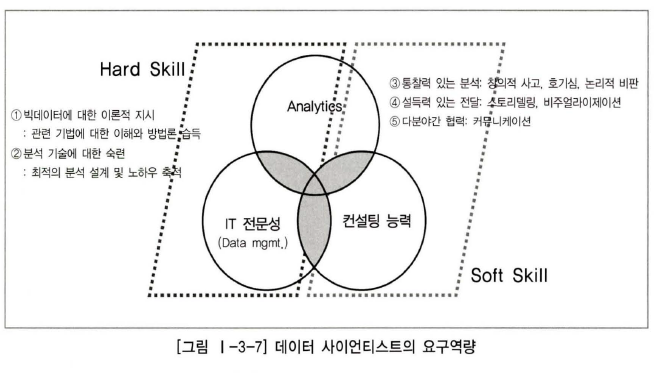 Hard Skill
①빅데이터에 대한 이론적 지시
: 관련 기법에 대한 이해와 방법론 습득
②분석 기술에 대한 숙련
: 최적의 분석 설계 및 노하우 축적
Analytics
③통찰력 있는 분석: 창의적 사고, 호기심, 논리적 비판
④설득력 있는 전달: 스토리텔링, 비주얼라이제이션
⑤다분야간 협력: 커뮤니케이션
IT 전문성
(Data mgmt.)
컨설팅 능력
Soft Skill
[그림 Ⅰ-3-7] 데이터 사이언티스트의 요구역량